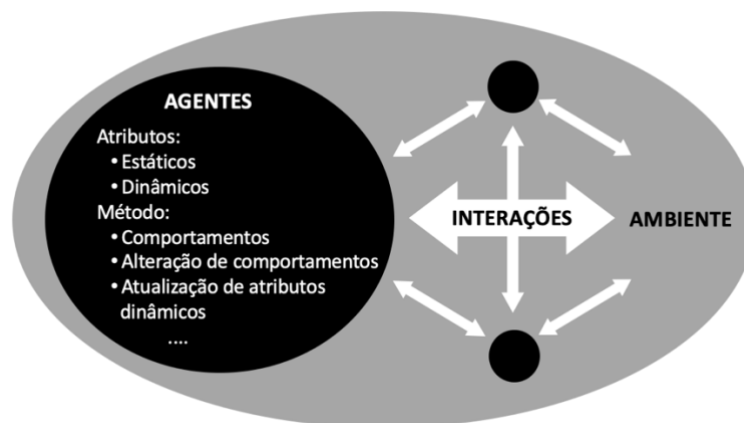 AGENTES
Atributos:
• Estáticos
• Dinâmicos
Método:
• Comportamentos
• Alteração de comportamentos
• Atualização de atributos
dinâmicos
....
INTERAÇÕES
AMBIENTE